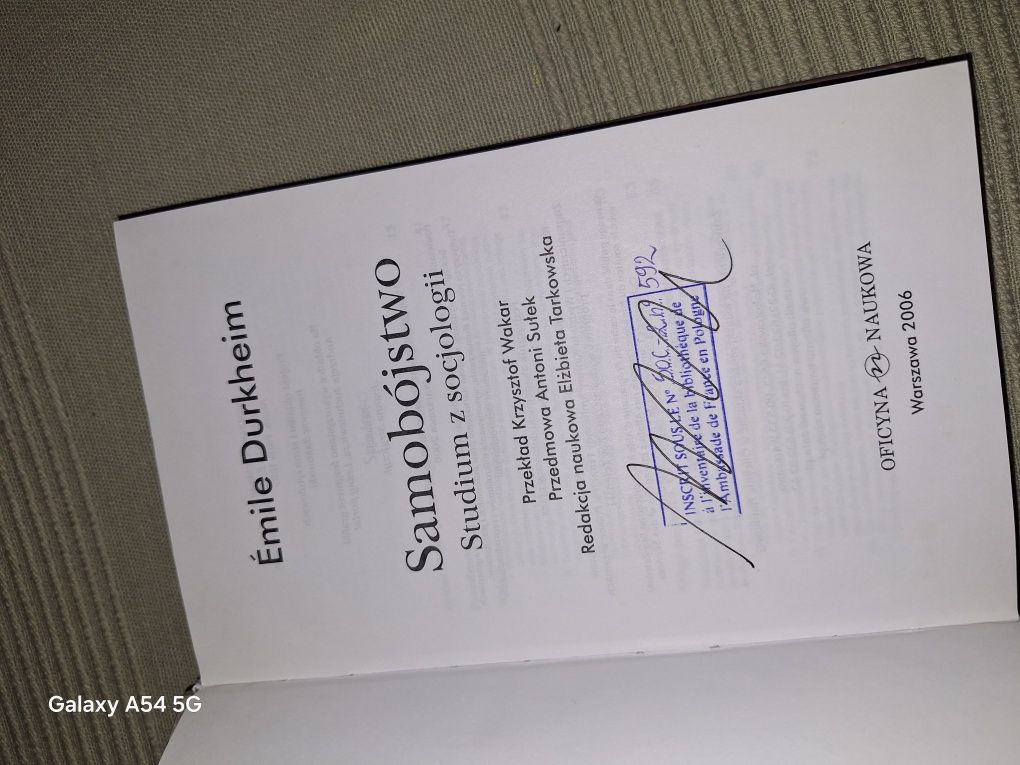 Émile Durkheim
Samobójstwo
Studium z socjologii
Przekład Krzysztof Wakar
Przedmowa Antoni Sułek
Redakcja naukowa Elżbieta Tarkowska
INSCRIT SOUS LE N° 592
à l'inventaire de la bibliothèque de
l'Ambassade de France en Pologne
OFICYNA NAUKOWA
Warszawa 2006
Galaxy A54 5G